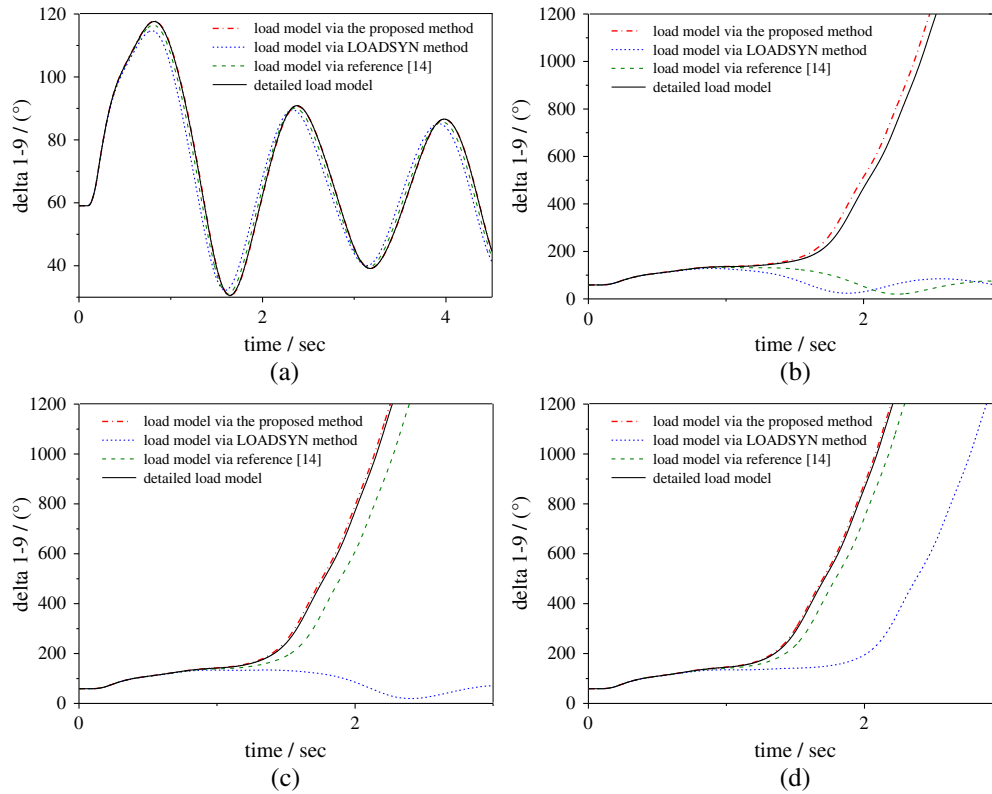 120
100
80
60
40
delta 1-9 / (°)
load model via the proposed method
load model via LOADSYN method
load model via reference [14]
detailed load model
0
2
4
time / sec
(a)
1200
1000
800
600
400
200
0
delta 1-9 / (°)
load model via the proposed method
load model via LOADSYN method
load model via reference [14]
detailed load model
0
2
time / sec
(b)
1200
1000
800
600
400
200
0
delta 1-9 / (°)
load model via the proposed method
load model via LOADSYN method
load model via reference [14]
detailed load model
0
2
time / sec
(c)
1200
1000
800
600
400
200
0
delta 1-9 / (°)
load model via the proposed method
load model via LOADSYN method
load model via reference [14]
detailed load model
0
2
time / sec
(d)